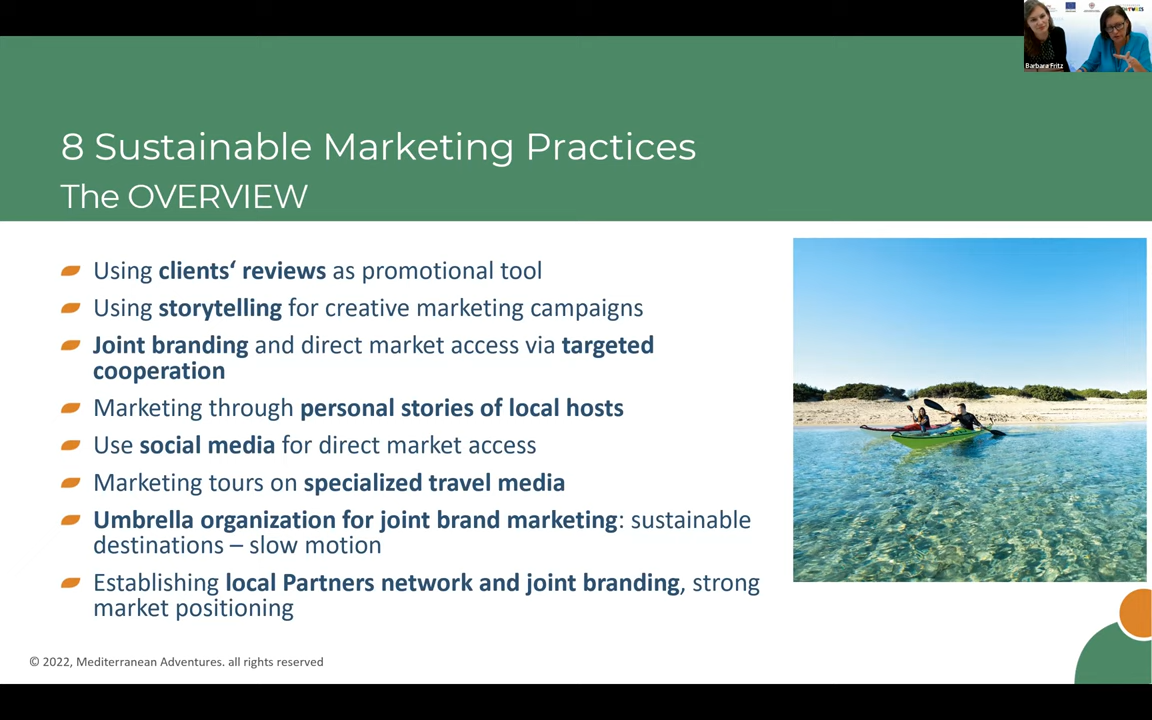 Barbara Fritz
8 Sustainable Marketing Practices
The OVERVIEW
Using clients‘ reviews as promotional tool
Using storytelling for creative marketing campaigns
Joint branding and direct market access via targeted
cooperation
Marketing through personal stories of local hosts
Use social media for direct market access
Marketing tours on specialized travel media
Umbrella organization for joint brand marketing: sustainable
destinations – slow motion
Establishing local Partners network and joint branding, strong
market positioning
© 2022, Mediterranean Adventures. all rights reserved